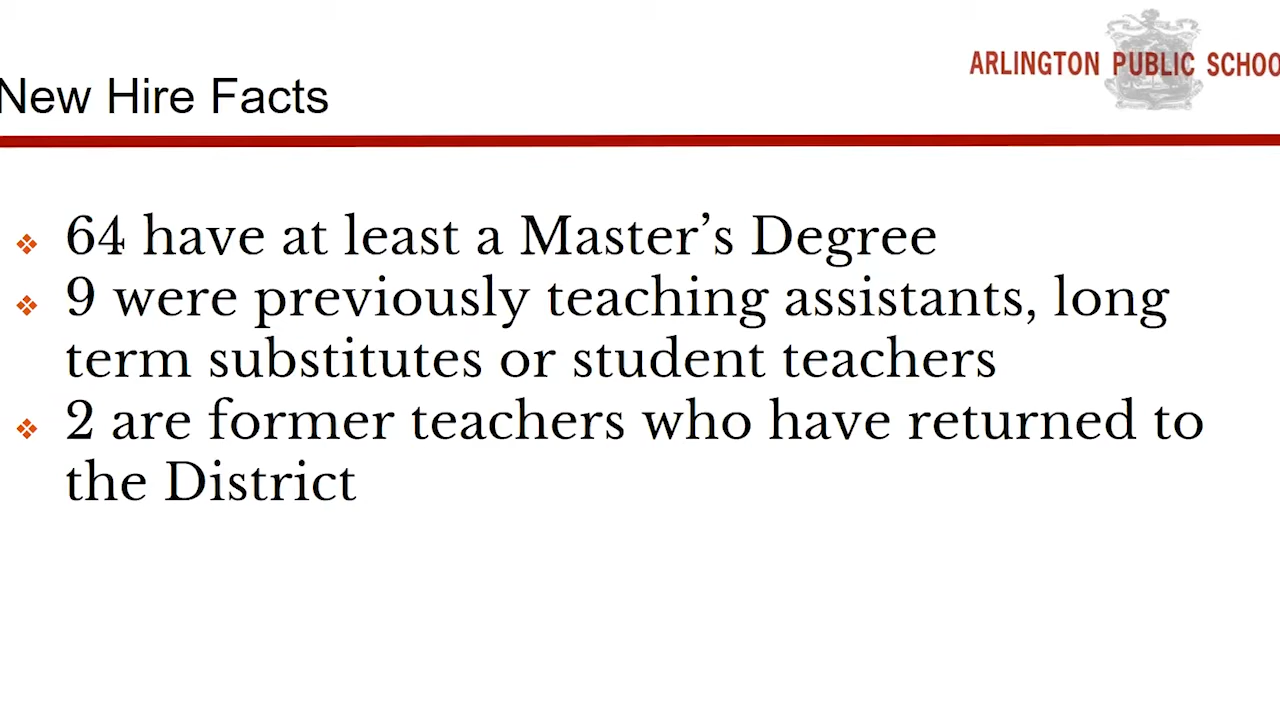 ARLINGTON PUBLIC SCHOO
New Hire Facts
64 have at least a Master's Degree
9 were previously teaching assistants, long
term substitutes or student teachers
2 are former teachers who have returned to
the District